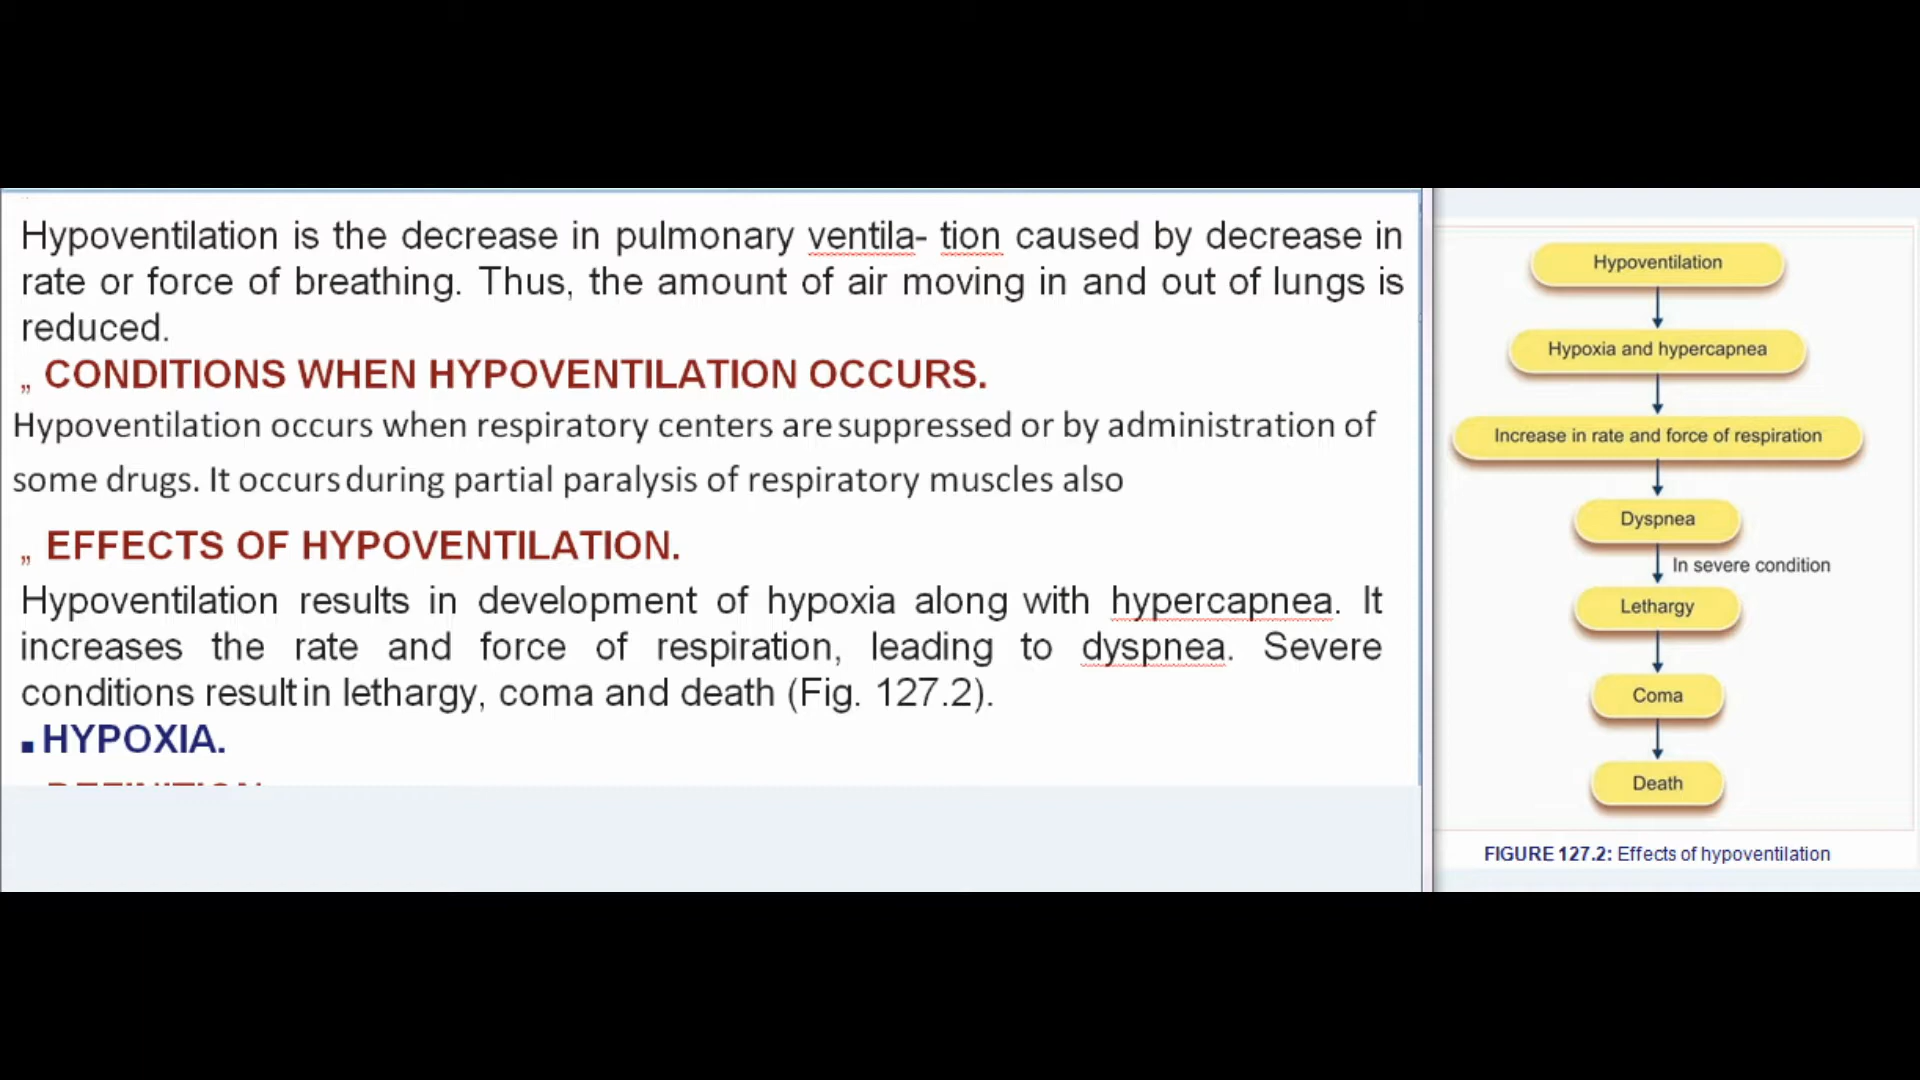 Hypoventilation is the decrease in pulmonary ventila- tion caused by decrease in
rate or force of breathing. Thus, the amount of air moving in and out of lungs is
reduced.
„ CONDITIONS WHEN HYPOVENTILATION OCCURS.
Hypoventilation occurs when respiratory centers are suppressed or by administration of
some drugs. It occurs during partial paralysis of respiratory muscles also
„ EFFECTS OF HYPOVENTILATION.
Hypoventilation results in development of hypoxia along with hypercapnea. It
increases the rate and force of respiration, leading to dyspnea. Severe
conditions result in lethargy, coma and death (Fig. 127.2).
■ HYPOXIA.
Hypoventilation
Hypoxia and hypercapnea
Increase in rate and force of respiration
Dyspnea
In severe condition
Lethargy
Coma
Death
FIGURE 127.2: Effects of hypoventilation